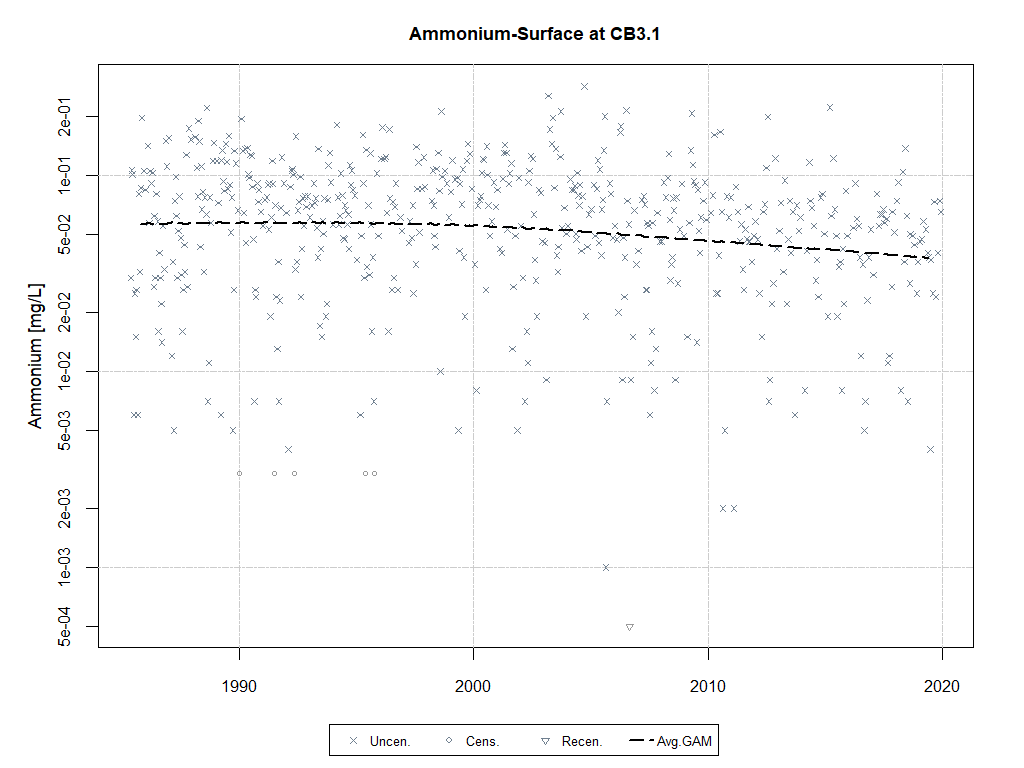 Ammonium-Surface at CB3.1
Ammonium [mg/L]
2e-01
1e-01
5e-02
2e-02
1e-02
5e-03
2e-03
1e-03
5e-04
1990 2000 2010 2020
Uncen. Cens. Recen. Avg.GAM